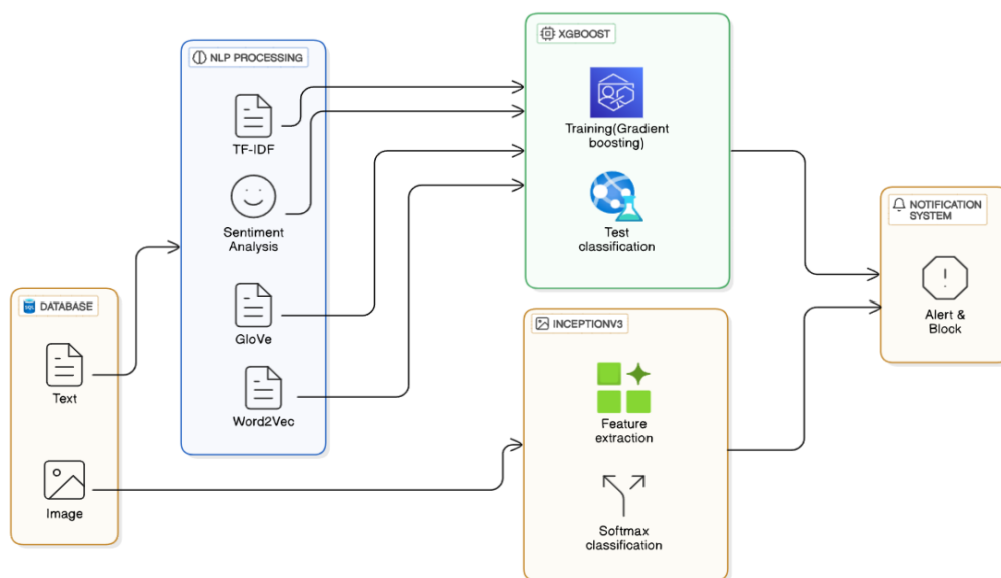 NLP PROCESSING
TF-IDF
Sentiment
Analysis
GloVe
Word2Vec
DATABASE
Text
Image
XGBOOST
Training(Gradient
boosting)
Test
classification
INCEPTIONV3
Feature
extraction
Softmax
classification
NOTIFICATION
SYSTEM
Alert &
Block